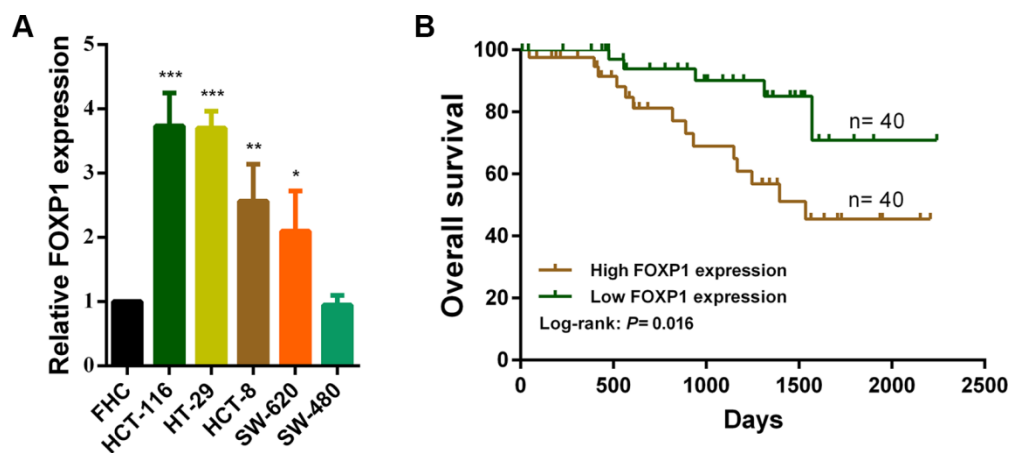 A
Relative FOXP1 expression
5
4
3
2
1
0
***
***
**
*
FHC
HCT-116
HT-29
HCT-8
SW-620
SW-480
B
Overall survival
100
80
60
40
20
0
n= 40
n= 40
High FOXP1 expression
Low FOXP1 expression
Log-rank: P= 0.016
0 500 1000 1500 2000 2500
Days